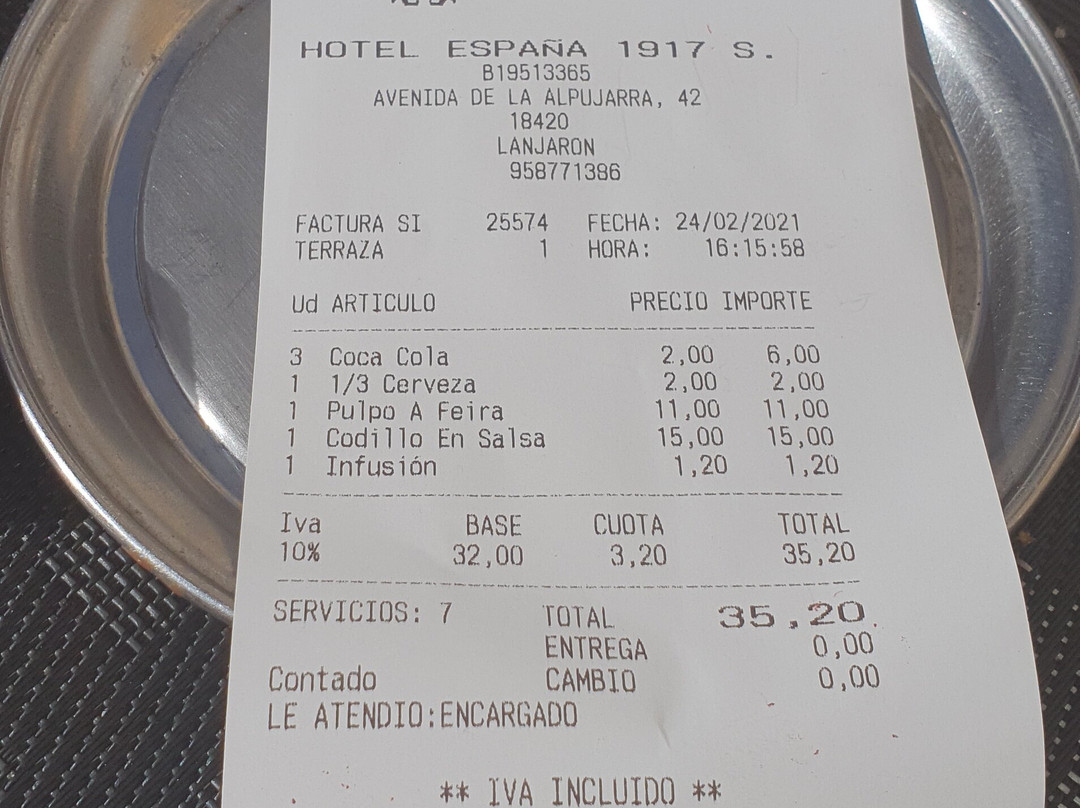 HOTEL ESPAÑA 1917 S.
B19513365
AVENIDA DE LA ALPUJARRA, 42
18420
LANJARON
958771386
FACTURA SI 25574 FECHA: 24/02/2021
TERRAZA 1 HORA: 16:15:58
Ud ARTICULO PRECIO IMPORTE
3 Coca Cola 2,00 6,00
1 1/3 Cerveza 2,00 2,00
1 Pulpo A Feira 11,00 11,00
1 Codillo En Salsa 15,00 15,00
1 Infusión 1,20 1,20
Iva BASE CUOTA TOTAL
10% 32,00 3,20 35,20
SERVICIOS: 7 TOTAL 35,20.
ENTREGA 0,00
Contado CAMBIO 0,00
LE ATENDIO:ENCARGADO
** IVA INCLUIDO **